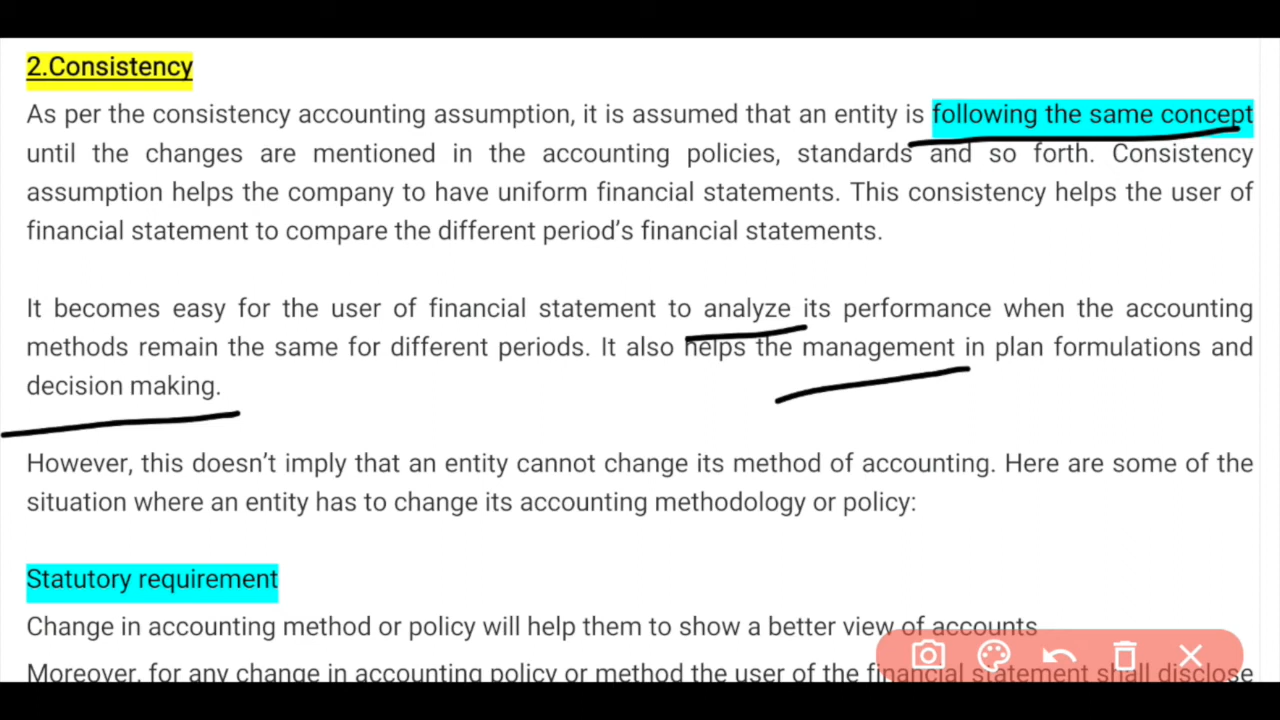 2.Consistency
As per the consistency accounting assumption, it is assumed that an entity is following the same concept
until the changes are mentioned in the accounting policies, standards and so forth. Consistency
assumption helps the company to have uniform financial statements. This consistency helps the user of
financial statement to compare the different period's financial statements.
It becomes easy for the user of financial statement to analyze its performance when the accounting
methods remain the same for different periods. It also helps the management in plan formulations and
decision making.
However, this doesn't imply that an entity cannot change its method of accounting. Here are some of the
situation where an entity has to change its accounting methodology or policy:
Statutory requirement
Change in accounting method or policy will help them to show a better view of accounts
Moreover, for any change in accounting policy or method the user of the financial statement shall disclose